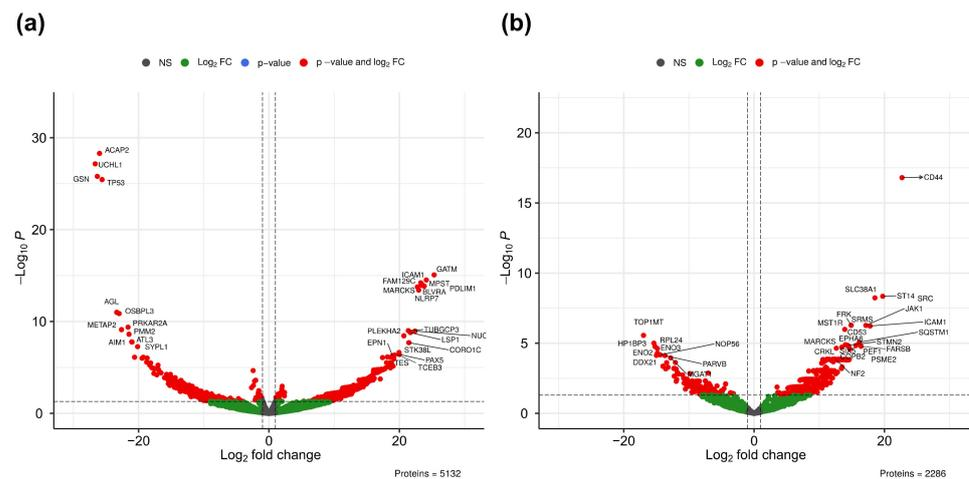 (a)
NS Log2 FC p−value p −value and log2 FC
30
20
10
0
−Log10 P
−20
0
20
Log2 fold change
Proteins = 5132
ACAP2
UCHL1
GSN
TP53
AGL
OSBPL3
METAP2
PRKAR2A
PMM2
AIM1
ATL3
SYPL1
GATM
ICAM1
FAM129C
MPST
PDLIM1
MARCKS
BLVRA
NLRP7
PLEKHA2
TUBGCP3
NUC
LSP1
EPN1
STK38L
CORO1C
PAX5
TES
TCEB3
(b)
NS Log2 FC p −value and log2 FC
20
15
10
5
0
−Log10 P
−20
0
20
Log2 fold change
Proteins = 2286
CD44
SLC38A1
ST14
SRC
JAK1
FRK
SRMS
MST1R
ICAM1
CD53
EPHA2
MARCKS
STMN2
FARSB
CRKL
PEF1
PSME2
NF2
SQSTM1
TOP1MT
HP1BP3
RPL24
ENO3
NOP56
ENO2
DDX21
PARVB